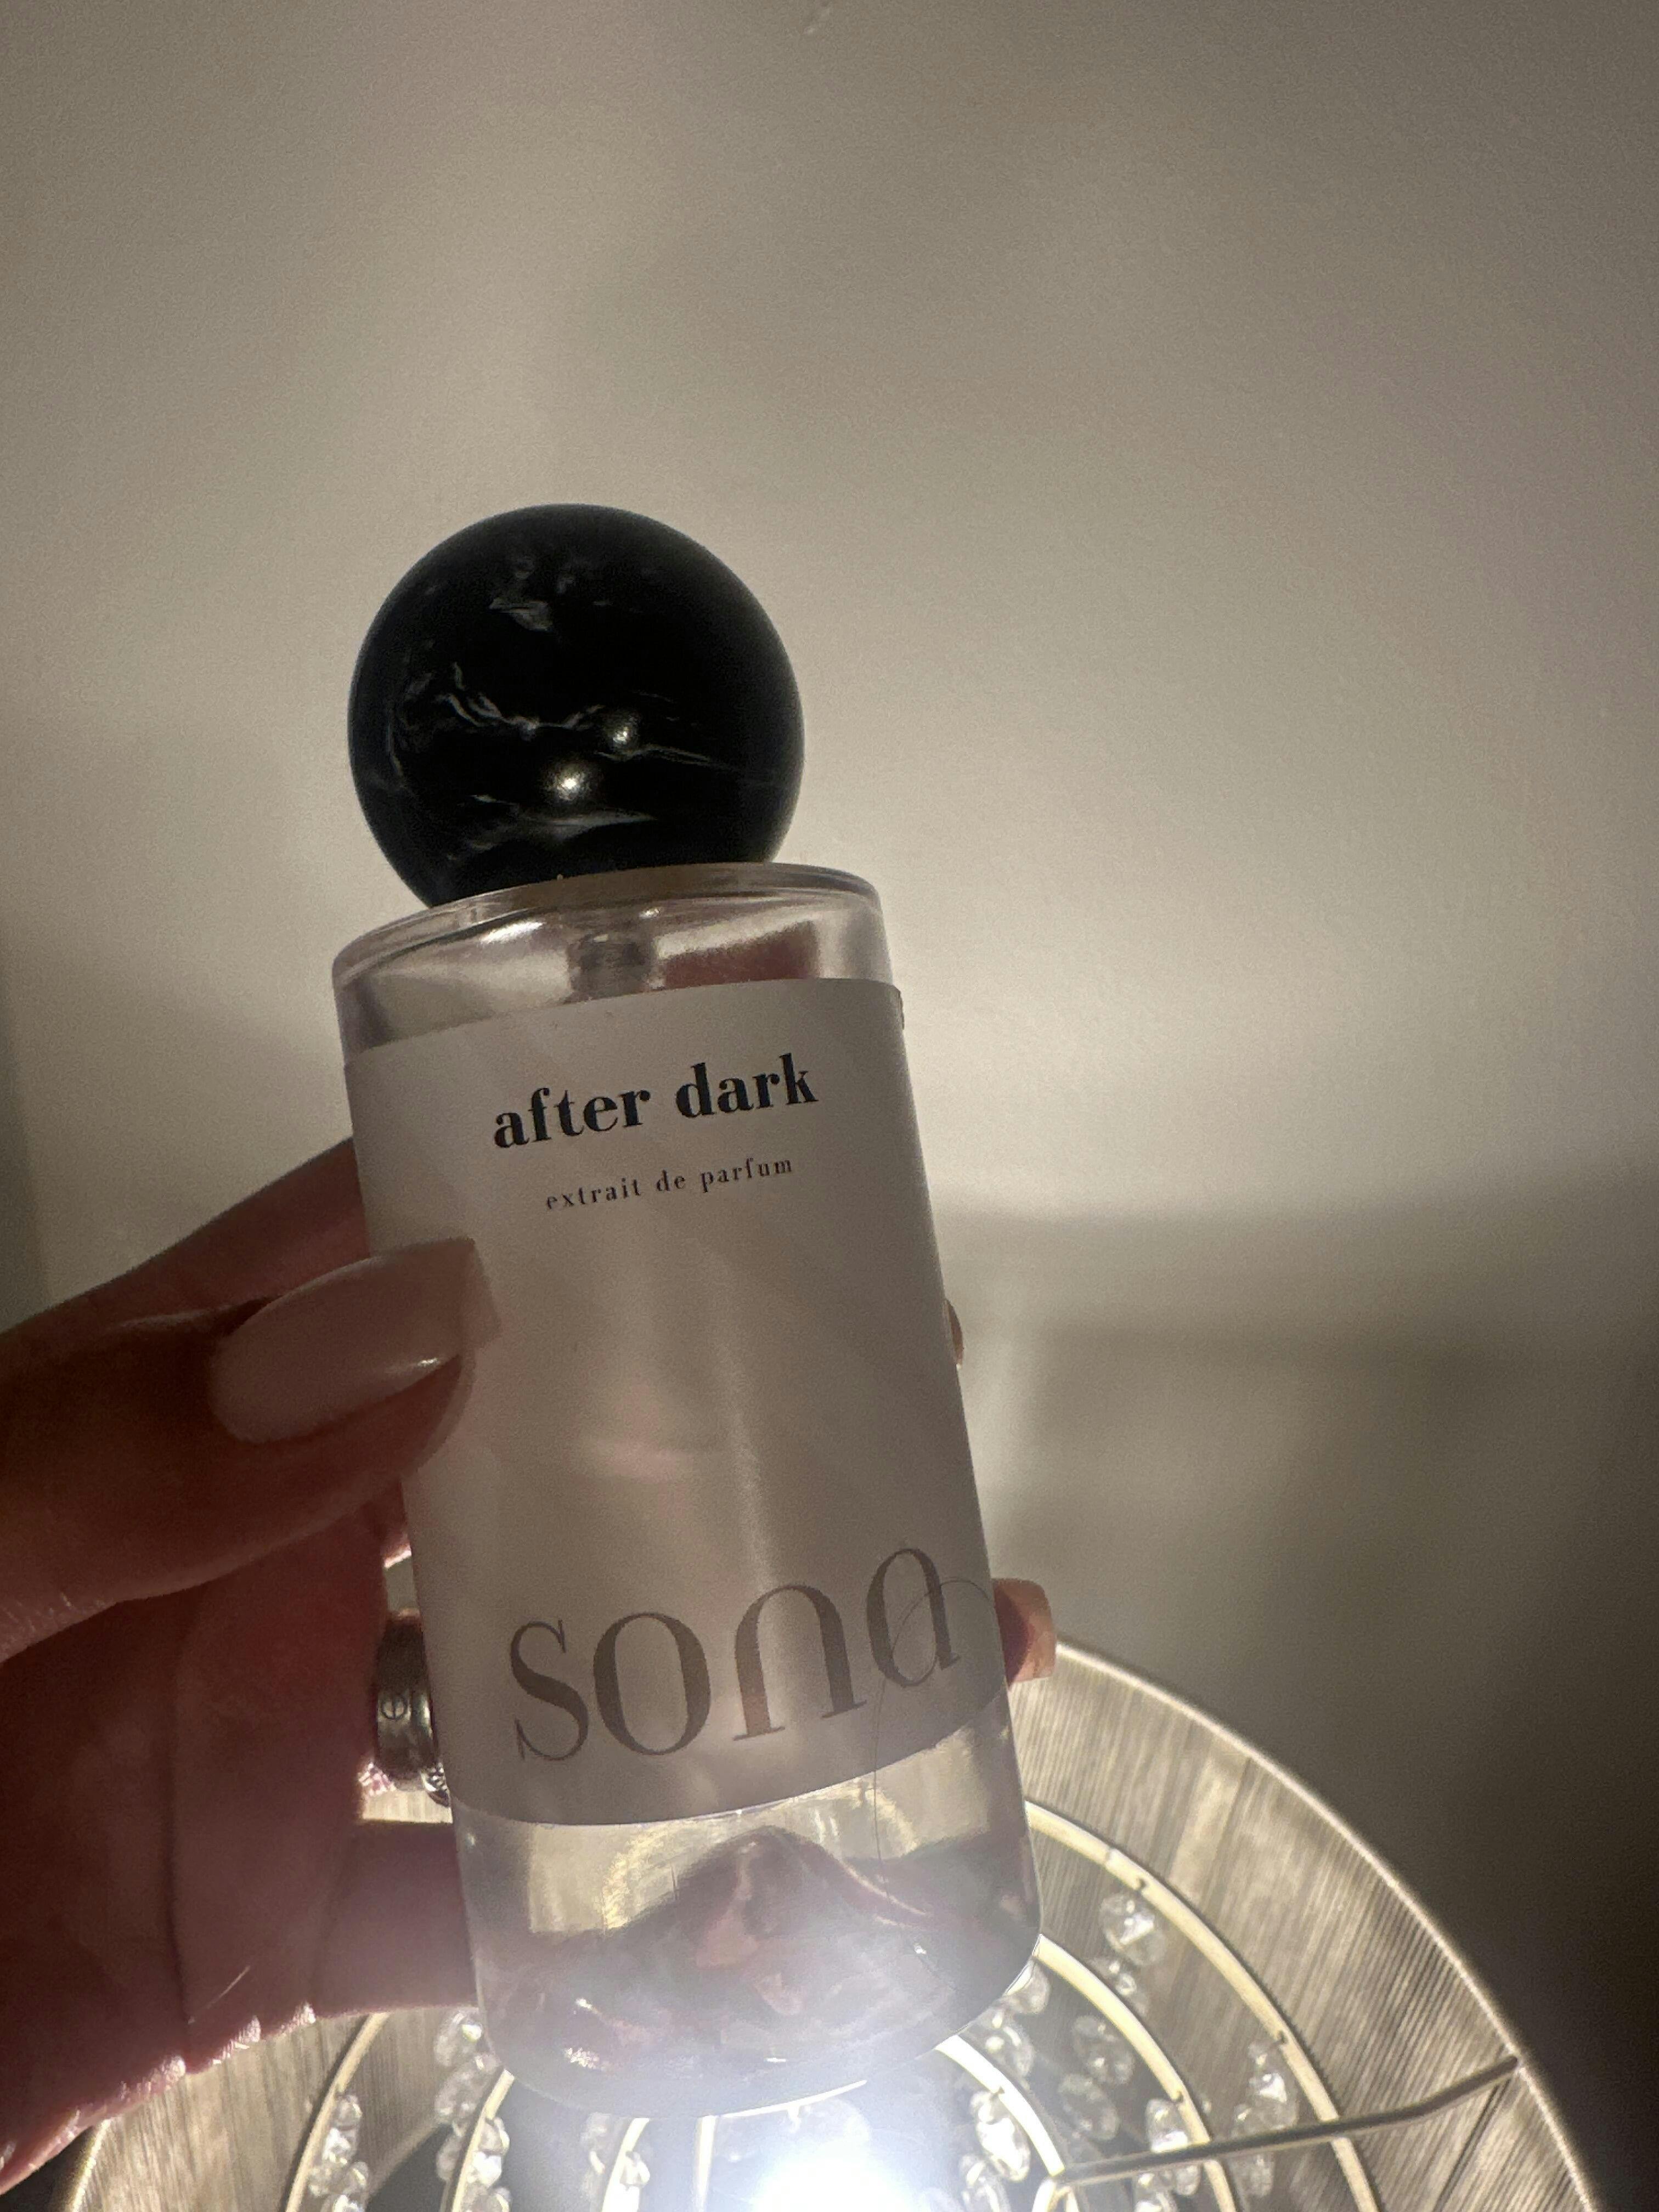 after dark
extrait de parfum
sona